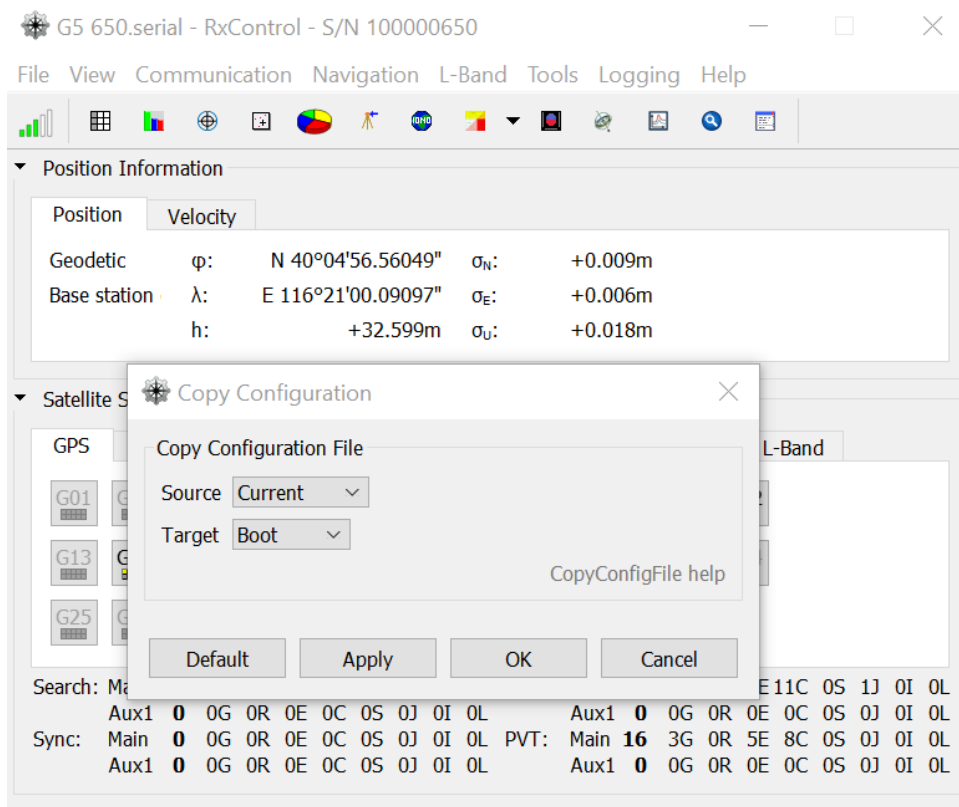 G5 650.serial - RxControl - S/N 100000650
File View Communication Navigation L-Band Tools Logging Help
IONO
Position Information
Position Velocity
Geodetic φ: N 40°04'56.56049" σN: +0.009m
Base station λ: E 116°21'00.09097" σE: +0.006m
h: +32.599m σU: +0.018m
Satellite S
Copy Configuration
GPS
L-Band
Copy Configuration File
G01
Source Current
Target Boot
G13
CopyConfigFile help
G25
Default Apply OK Cancel
Search: Ma E 11C 0S 1J 0I 0L
Aux1 0 0G 0R 0E 0C 0S 0J 0I 0L Aux1 0 0G 0R 0E 0C 0S 0J 0I 0L
Sync: Main 0 0G 0R 0E 0C 0S 0J 0I 0L PVT: Main 16 3G 0R 5E 8C 0S 0J 0I 0L
Aux1 0 0G 0R 0E 0C 0S 0J 0I 0L Aux1 0 0G 0R 0E 0C 0S 0J 0I 0L